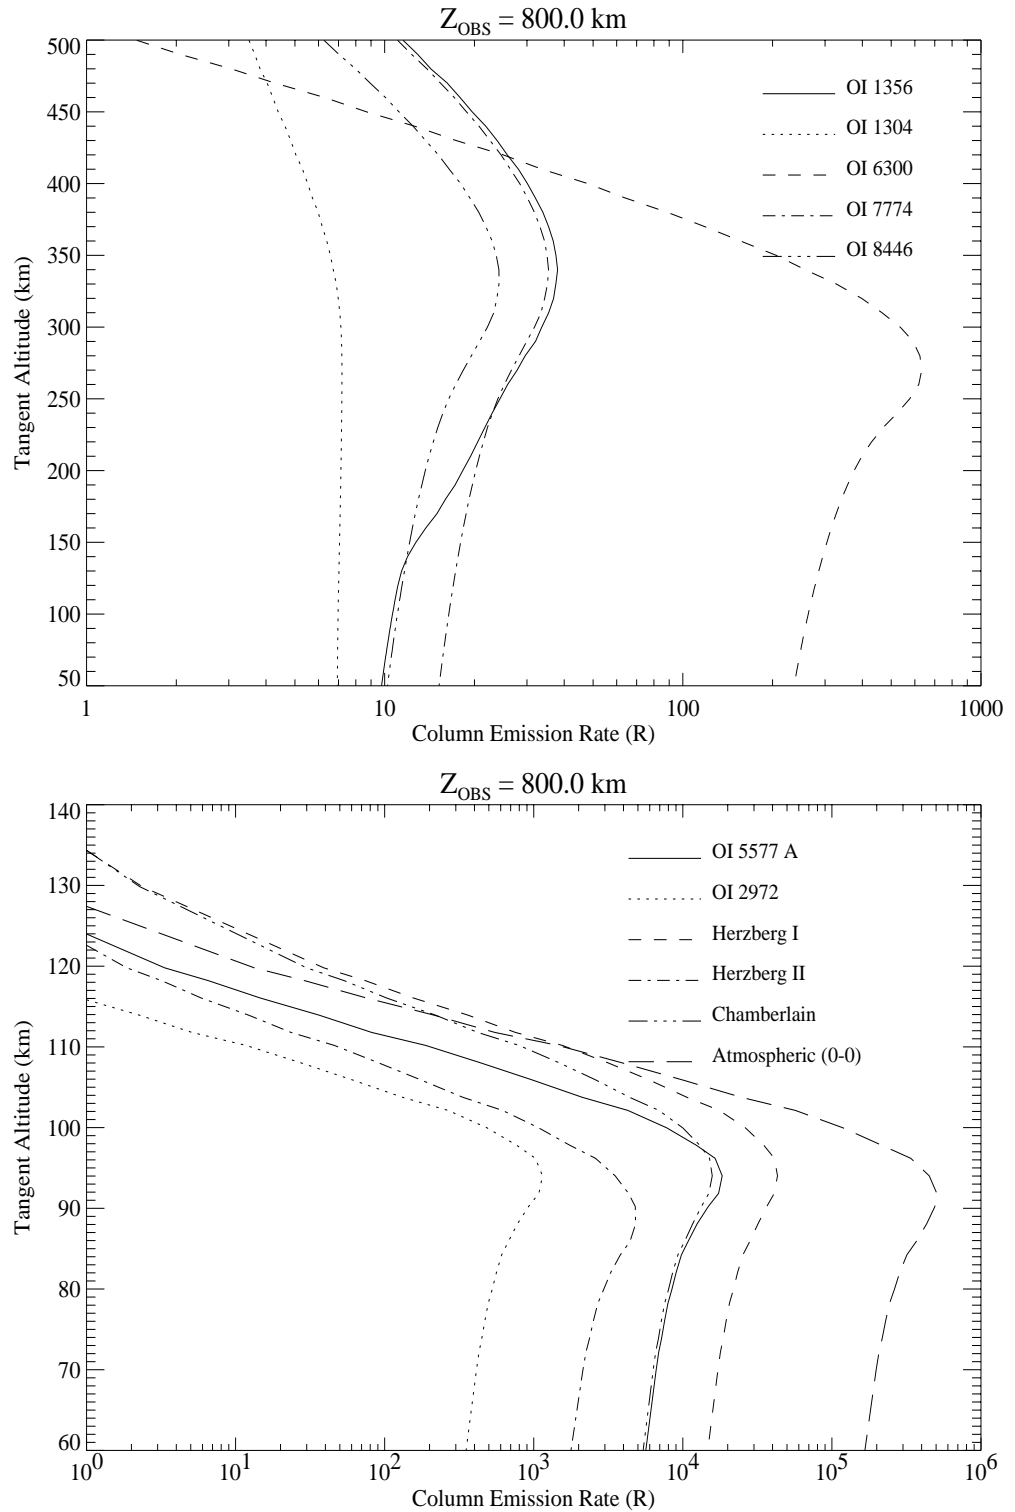 Z_OBS = 800.0 km
500
450
400
350
300
250
200
150
100
50
Tangent Altitude (km)
OI 1356
OI 1304
OI 6300
OI 7774
OI 8446
1 10 100 1000
Column Emission Rate (R)
Z_OBS = 800.0 km
140
130
120
110
100
90
80
70
60
Tangent Altitude (km)
OI 5577 A
OI 2972
Herzberg I
Herzberg II
Chamberlain
Atmospheric (0-0)
10^0 10^1 10^2 10^3 10^4 10^5 10^6
Column Emission Rate (R)